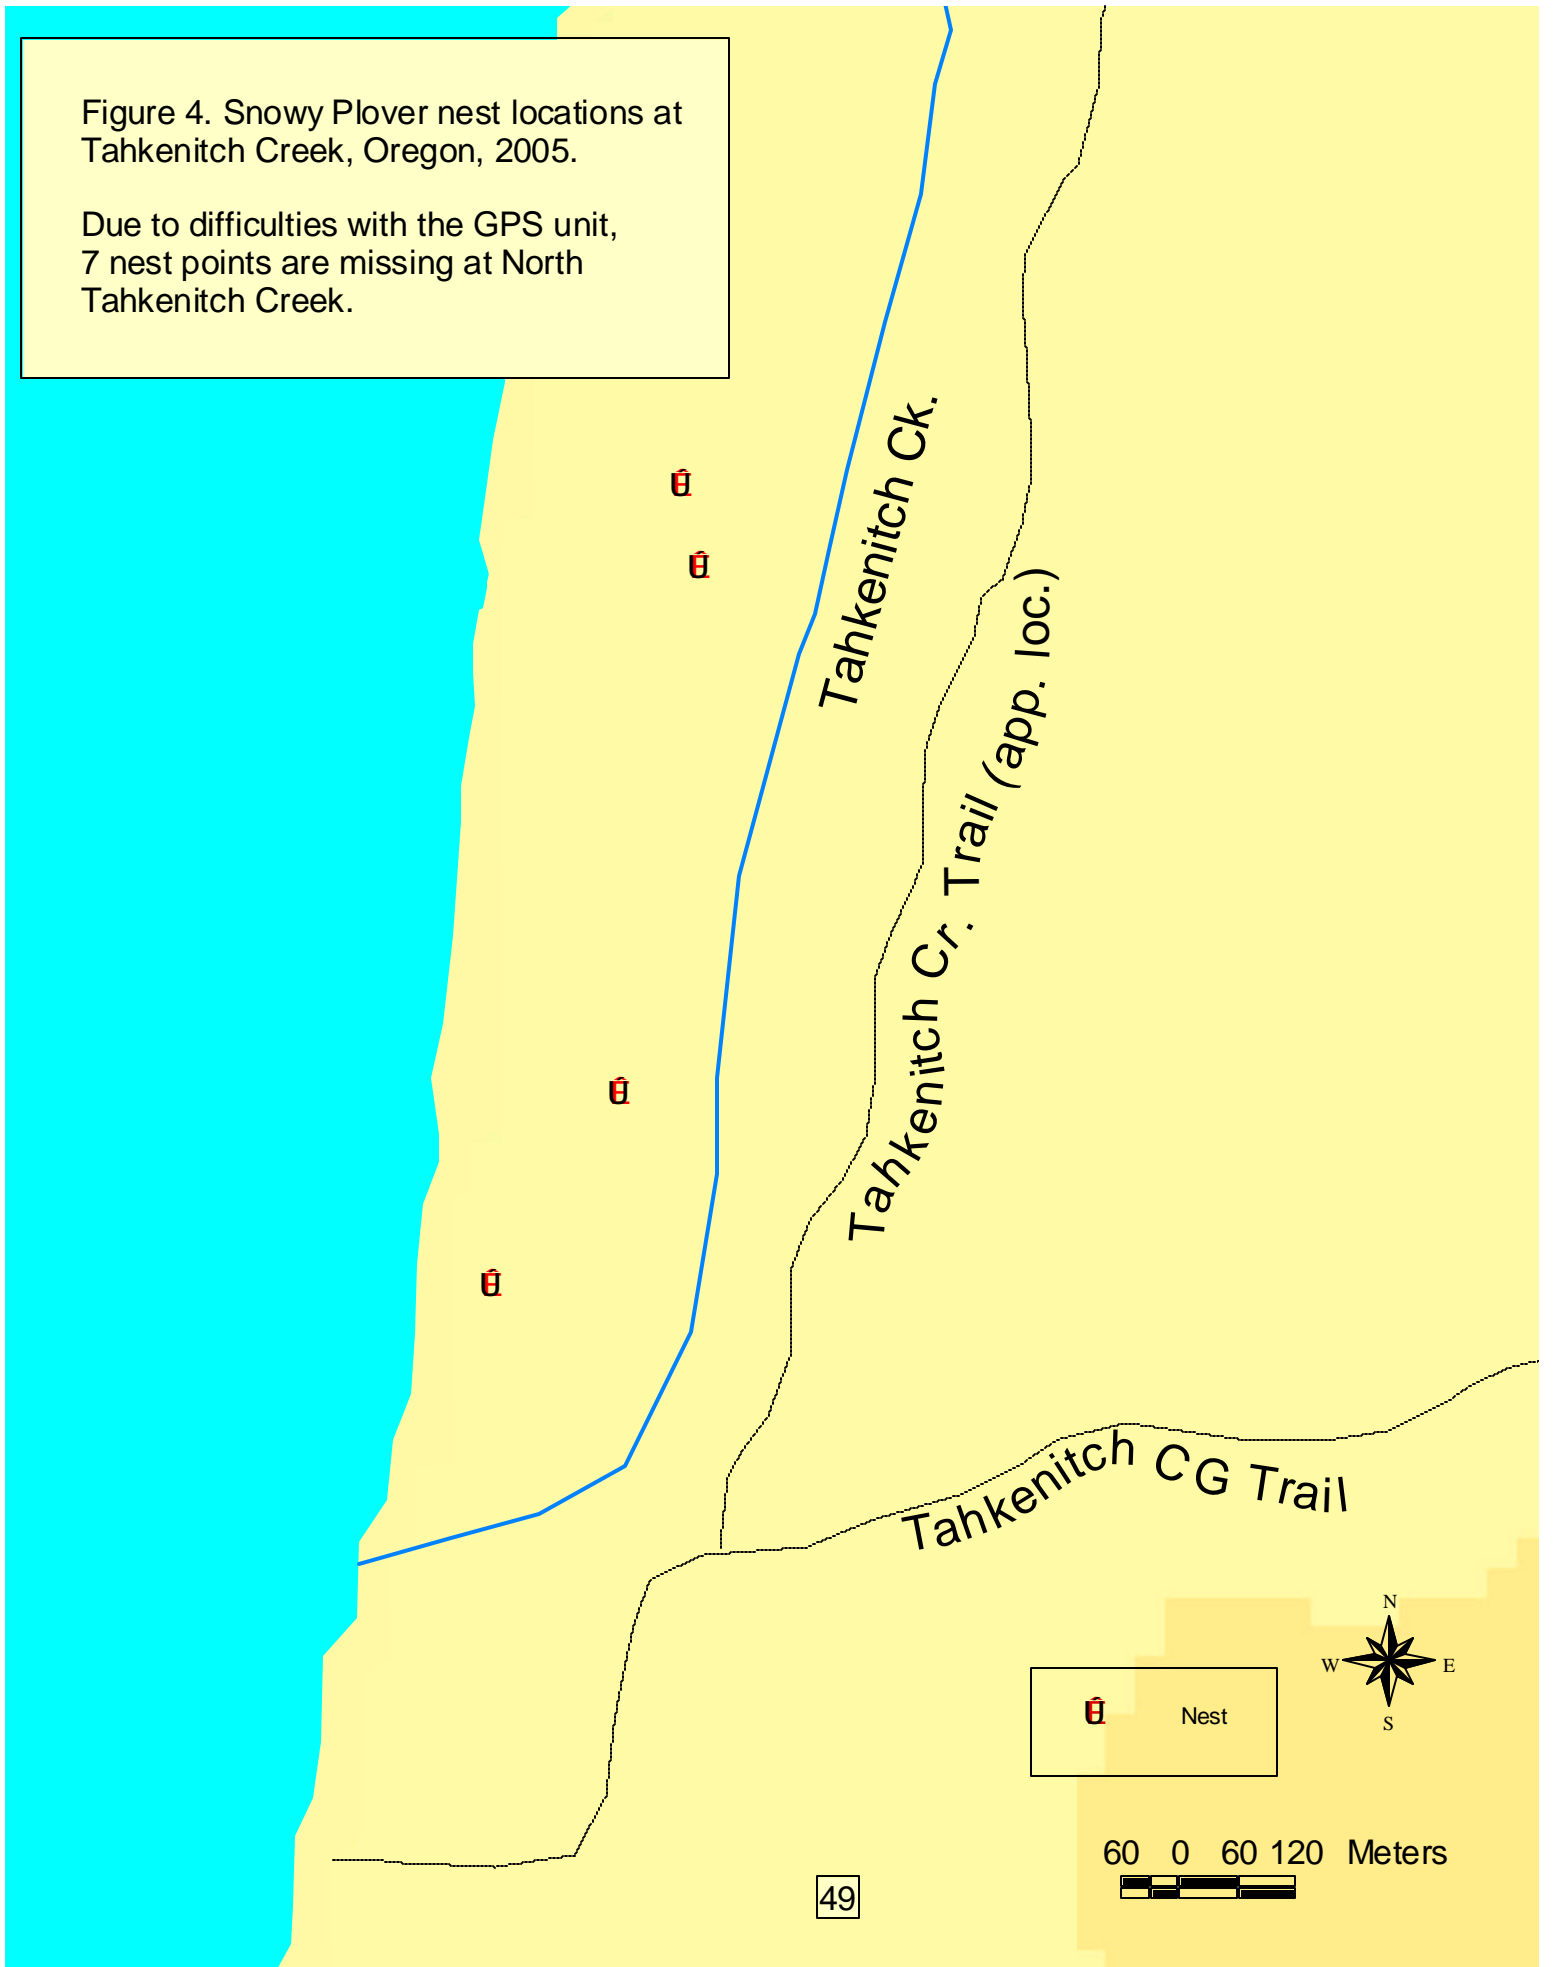 Figure 4. Snowy Plover nest locations at
Tahkenitch Creek, Oregon, 2005.
Due to difficulties with the GPS unit,
7 nest points are missing at North
Tahkenitch Creek.
Tahkenitch Ck.
Tahkenitch Cr. Trail (app. loc.)
Tahkenitch CG Trail
N
W E
S
Nest
60 0 60 120 Meters
49